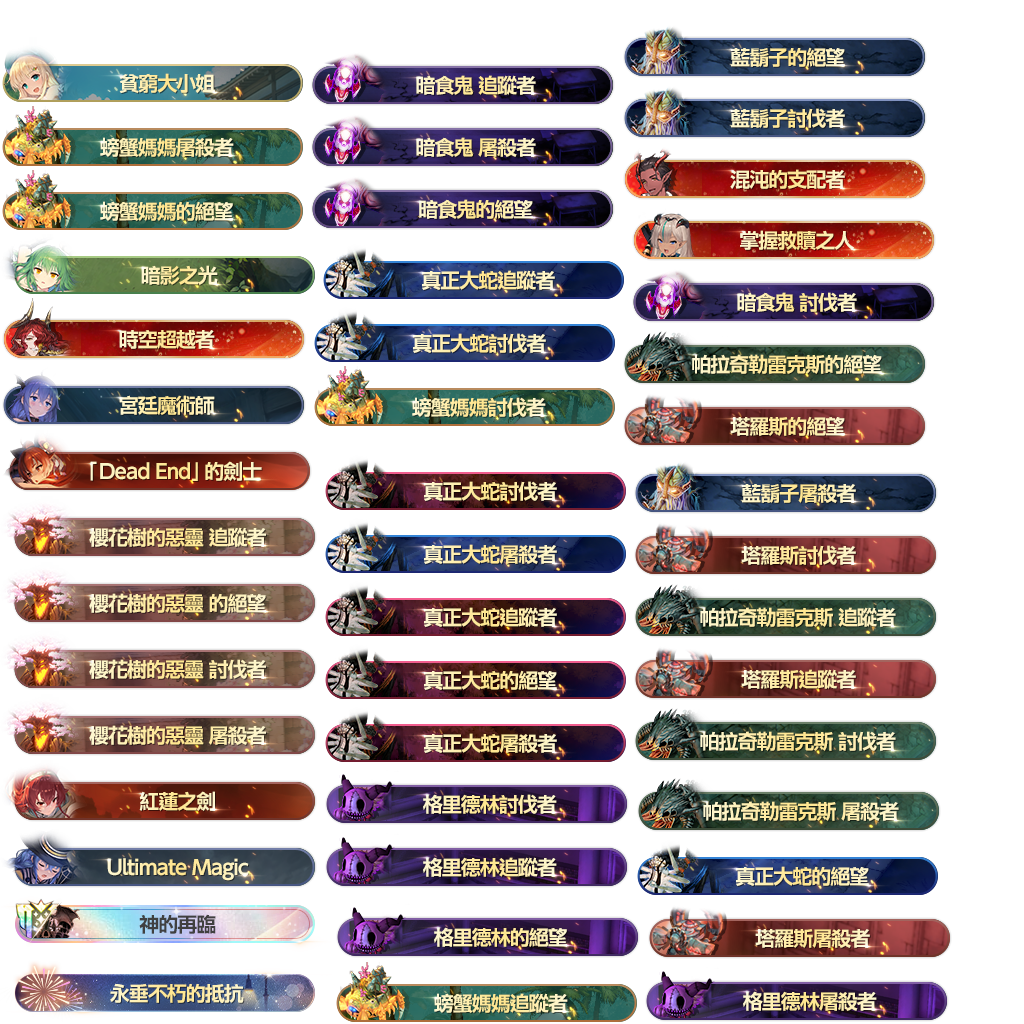 貧窮大小姐
螃蟹媽媽屠殺者
螃蟹媽媽的絕望
暗影之光
時空超越者
宮廷魔術師
「Dead End」的劍士
櫻花樹的惡靈 追蹤者
櫻花樹的惡靈 的絕望
櫻花樹的惡靈 討伐者
櫻花樹的惡靈 屠殺者
紅蓮之劍
Ultimate Magic
神的再臨
永垂不朽的抵抗
暗食鬼 追蹤者
暗食鬼 屠殺者
暗食鬼的絕望
真正大蛇追蹤者
真正大蛇討伐者
螃蟹媽媽討伐者
真正大蛇討伐者
真正大蛇屠殺者
真正大蛇追蹤者
真正大蛇的絕望
真正大蛇屠殺者
格里德林討伐者
格里德林追蹤者
格里德林的絕望
螃蟹媽媽追蹤者
藍鬍子的絕望
藍鬍子討伐者
混沌的支配者
掌握救贖之人
暗食鬼 討伐者
帕拉奇勒雷克斯的絕望
塔羅斯的絕望
藍鬍子屠殺者
塔羅斯討伐者
帕拉奇勒雷克斯 追蹤者
塔羅斯追蹤者
帕拉奇勒雷克斯 討伐者
帕拉奇勒雷克斯 屠殺者
真正大蛇的絕望
塔羅斯屠殺者
格里德林屠殺者